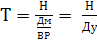 T = Н / (Дм / ВР) = Н / Ду